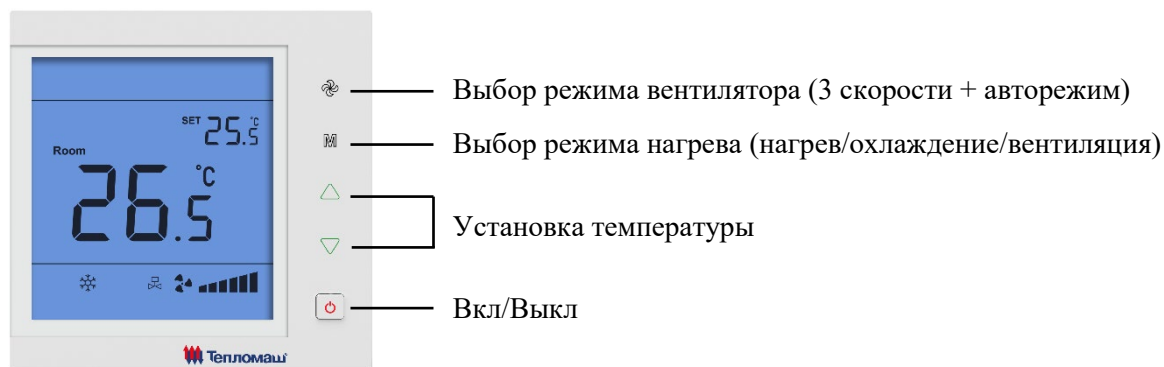 Выбор режима вентилятора (3 скорости + авторежим)
SET 25.5 °C
M
Выбор режима нагрева (нагрев/охлаждение/вентиляция)
Room
26.5 °C
Установка температуры
Вкл/Выкл
Тепломаш